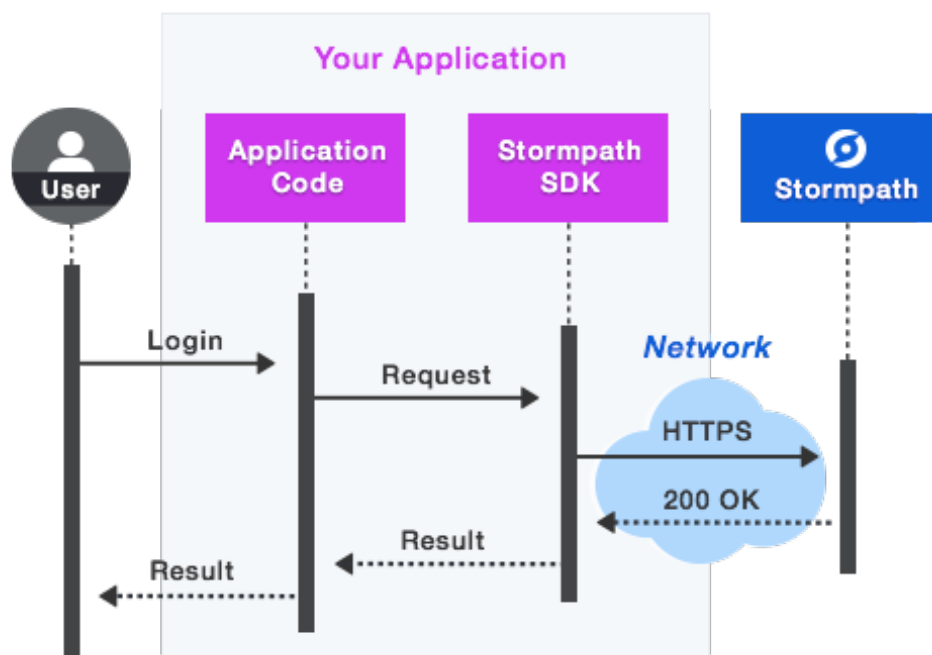 Your Application
User
Application
Code
Stormpath
SDK
Stormpath
Login
Network
Request
HTTPS
200 OK
Result
Result